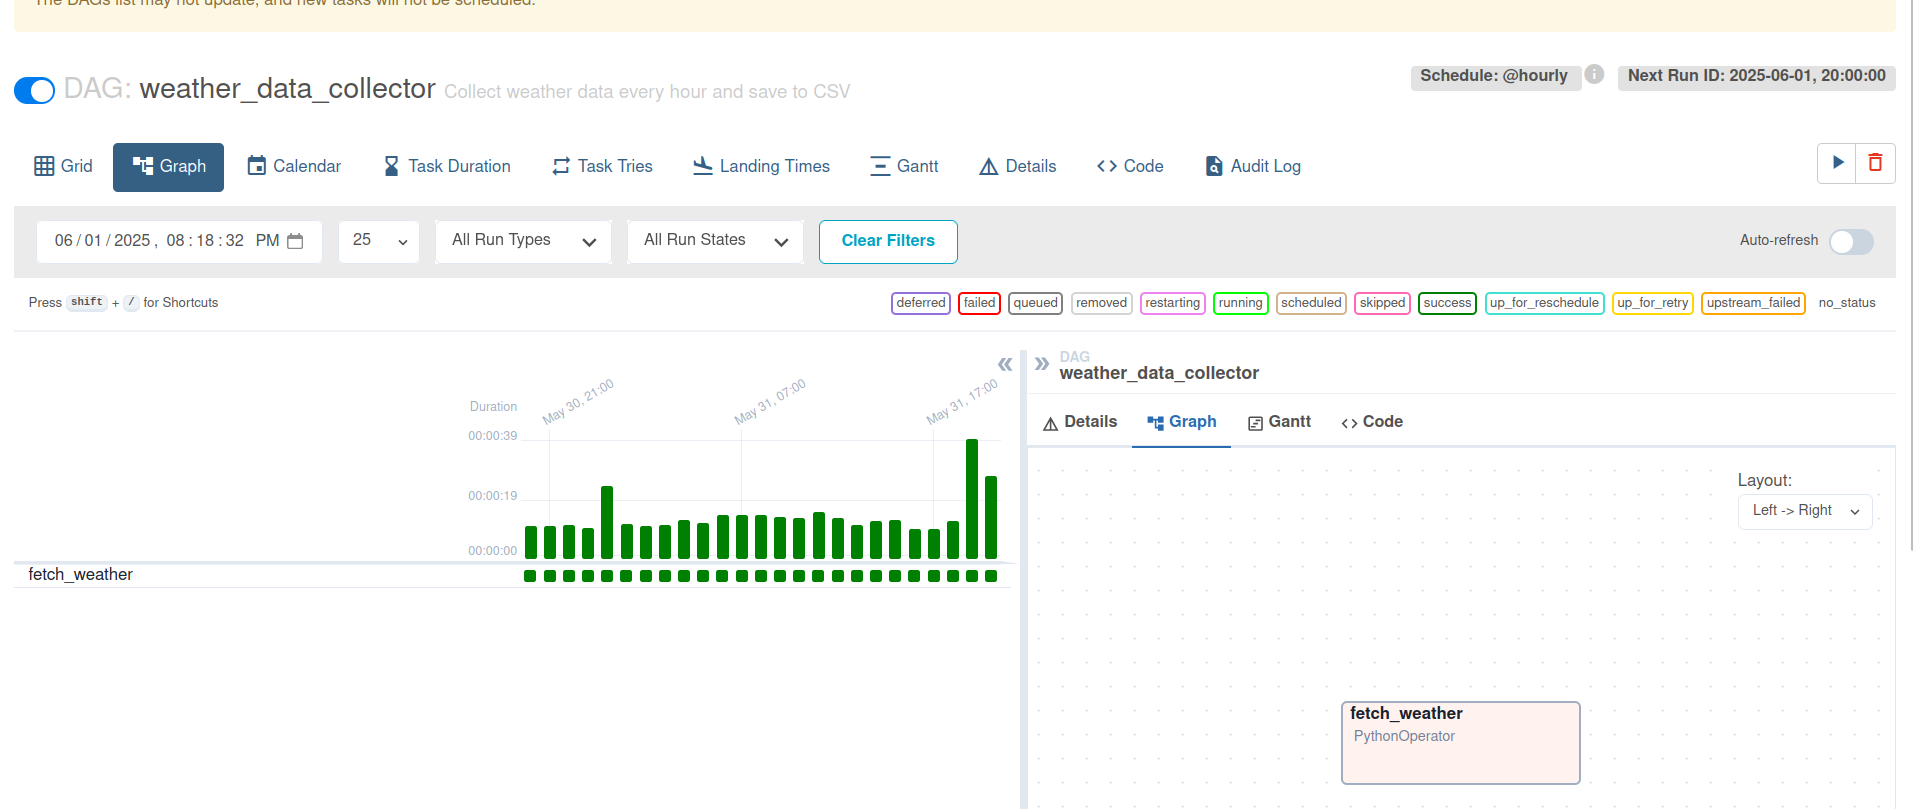 The DAGs list may not update, and new tasks will not be scheduled.
DAG: weather_data_collector Collect weather data every hour and save to CSV
Schedule: @hourly
Next Run ID: 2025-06-01, 20:00:00
Grid
Graph
Calendar
Task Duration
Task Tries
Landing Times
Gantt
Details
Code
Audit Log
06/01/2025, 08:18:32 PM
25
All Run Types
All Run States
Clear Filters
Auto-refresh
Press shift + / for Shortcuts
deferred
failed
queued
removed
restarting
running
scheduled
skipped
success
up_for_reschedule
up_for_retry
upstream_failed
no_status
Duration
May 30, 21:00
May 31, 07:00
May 31, 17:00
00:00:39
00:00:19
00:00:00
fetch_weather
DAG
weather_data_collector
Details
Graph
Gantt
Code
Layout:
Left -> Right
fetch_weather
PythonOperator